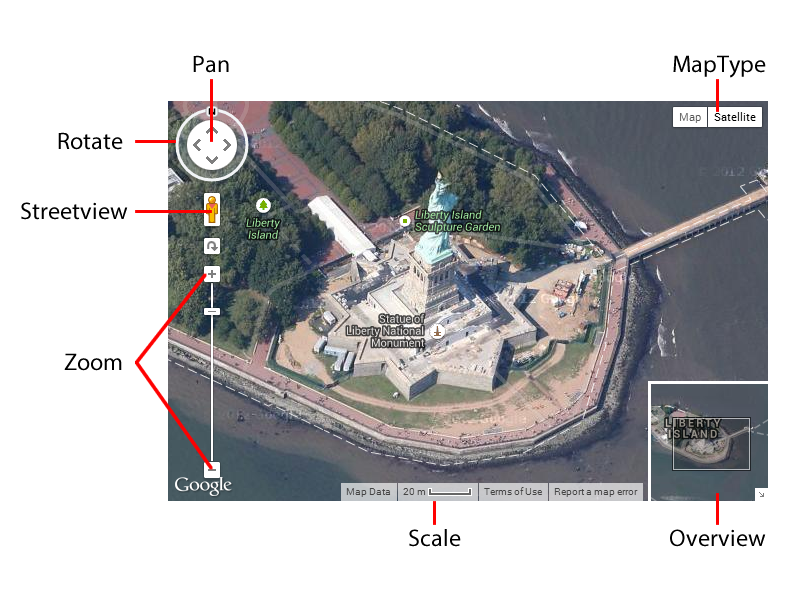 Pan
MapType
Rotate
N
Map
Satellite
Streetview
Liberty
Island
Liberty Island
Sculpture Garden
Statue of
Liberty National
Monument
Zoom
LIBERTY
ISLAND
Google
Map Data
20 m
Terms of Use
Report a map error
Scale
Overview